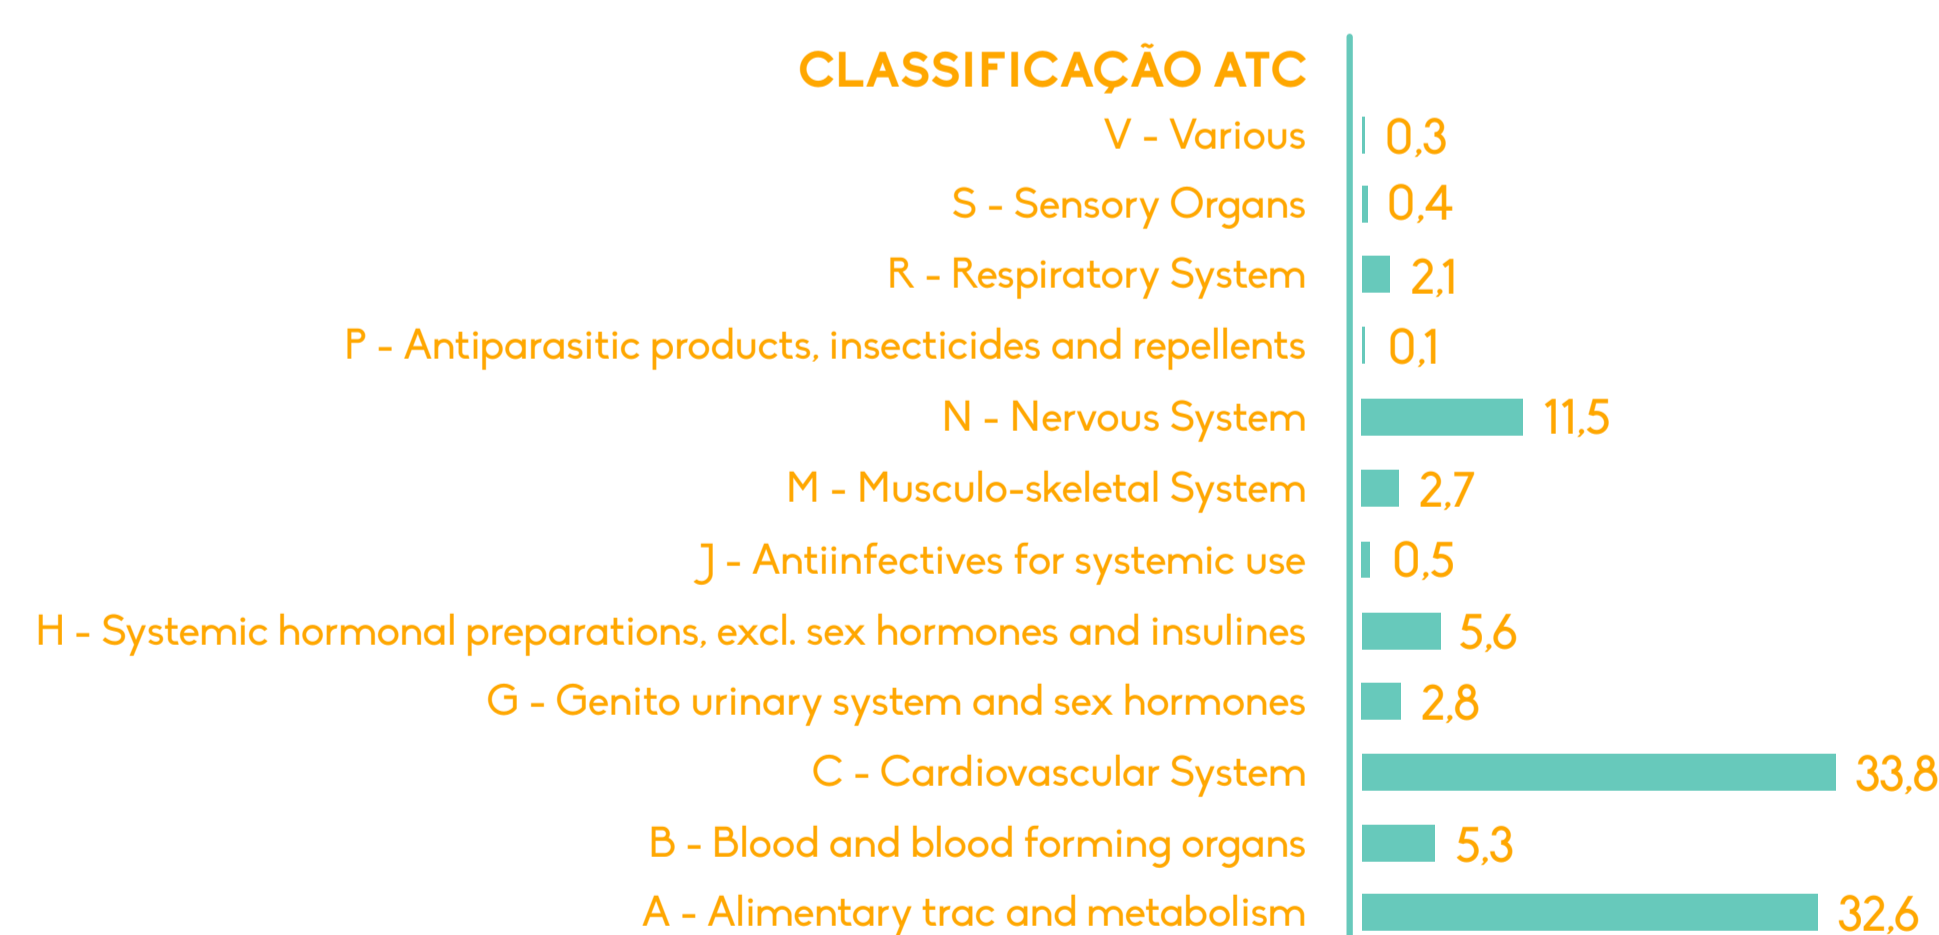 CLASSIFICAÇÃO ATC
V - Various 0,3
S - Sensory Organs 0,4
R - Respiratory System 2,1
P - Antiparasitic products, insecticides and repellents 0,1
N - Nervous System 11,5
M - Musculo-skeletal System 2,7
J - Antiinfectives for systemic use 0,5
H - Systemic hormonal preparations, excl. sex hormones and insulines 5,6
G - Genito urinary system and sex hormones 2,8
C - Cardiovascular System 33,8
B - Blood and blood forming organs 5,3
A - Alimentary trac and metabolism 32,6